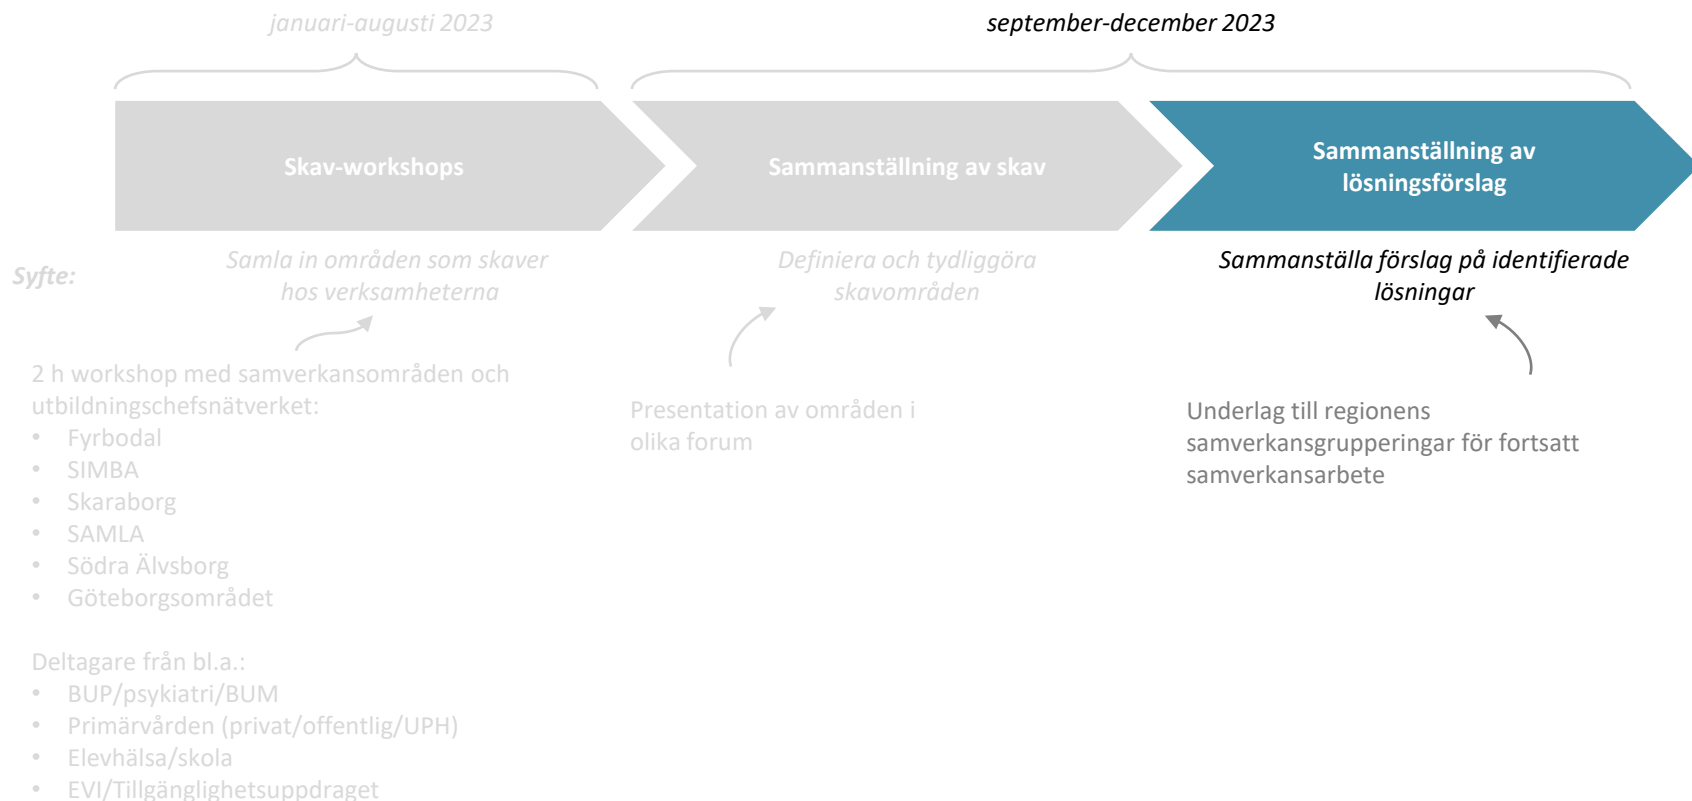 januari-augusti 2023
september-december 2023
Skav-workshops
Sammanställning av skav
Sammanställning av
lösningsförslag
Syfte:
Samla in områden som skaver
hos verksamheterna
Definiera och tydliggöra
skavområden
Sammanställa förslag på identifierade
lösningar
2 h workshop med samverkansområden och
utbildningschefsnätverket:
• Fyrbodal
• SIMBA
• Skaraborg
• SAMLA
• Södra Älvsborg
• Göteborgsområdet
Deltagare från bl.a.:
• BUP/psykiatri/BUM
• Primärvården (privat/offentlig/UPH)
• Elevhälsa/skola
• EVI/Tillgänglighetsuppdraget
Presentation av områden i
olika forum
Underlag till regionens
samverkansgrupperingar för fortsatt
samverkansarbete